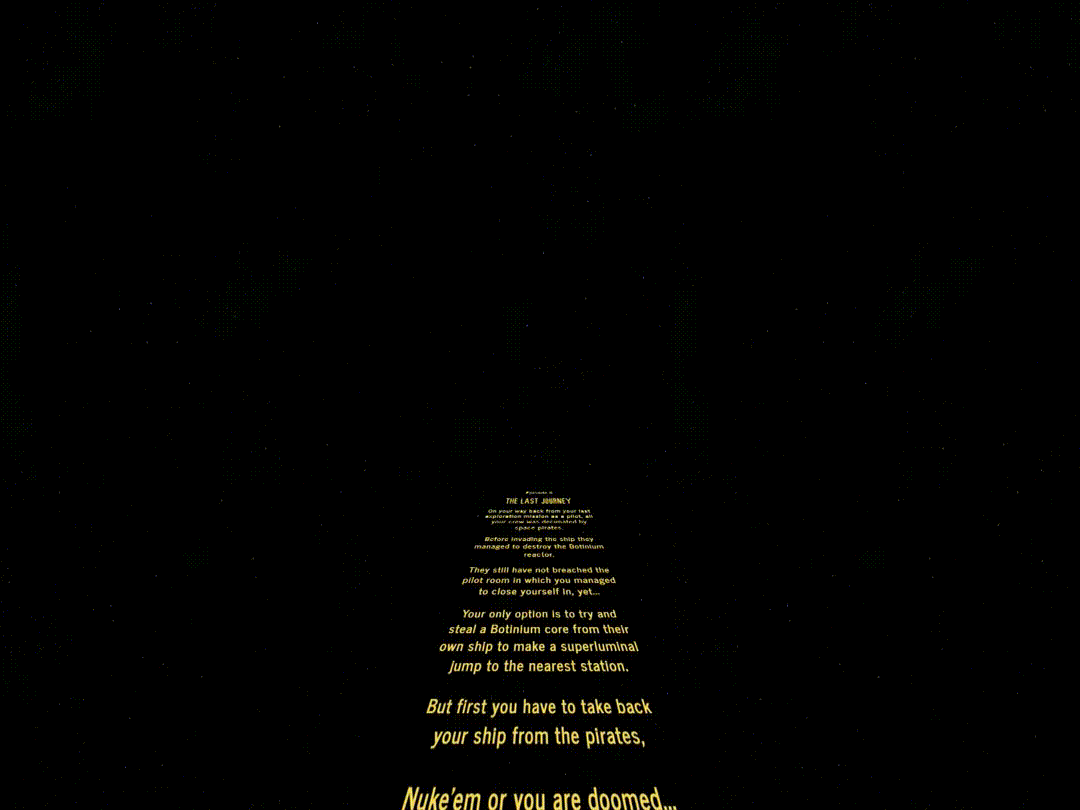 THE LAST JOURNEY
On your way back from your last
exploration mission as a pilot, all
your crew was decimated by
space pirates.
Before invading the ship they
managed to destroy the Botinium
reactor.
They still have not breached the
pilot room in which you managed
to close yourself in, yet...
Your only option is to try and
steal a Botinium core from their
own ship to make a superluminal
jump to the nearest station.
But first you have to take back
your ship from the pirates,
Nuke'em or you are doomed...